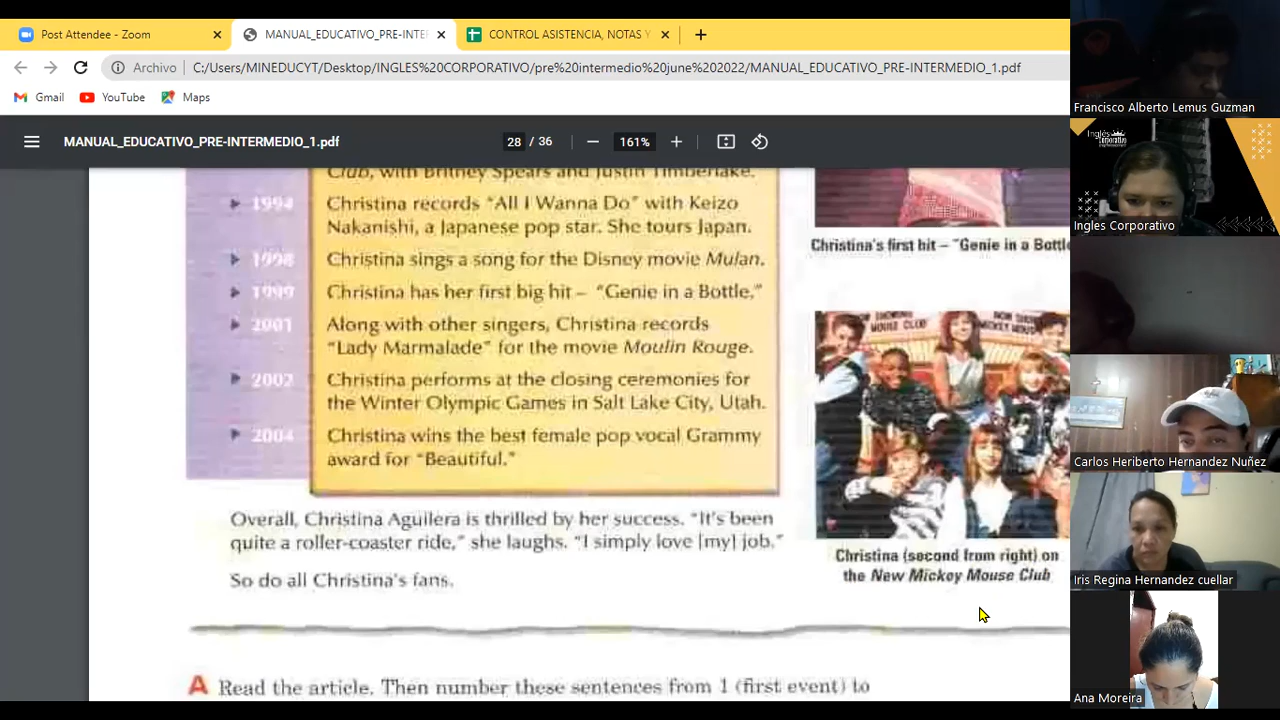 Post Attendee - Zoom
MANUAL_EDUCATIVO_PRE-INTE
CONTROL ASISTENCIA, NOTAS Y
Archivo
C:/Users/MINEDUCYT/Desktop/INGLES%20CORPORATIVO/pre%20intermedio%20june%202022/MANUAL_EDUCATIVO_PRE-INTERMEDIO_1.pdf
Gmail
YouTube
Maps
MANUAL_EDUCATIVO_PRE-INTERMEDIO_1.pdf
28 / 36
161%
Club, with Britney Spears and Justin Timberlake.
1994
Christina records "All I Wanna Do" with Keizo
Nakanishi, a Japanese pop star. She tours Japan.
1998
Christina sings a song for the Disney movie Mulan.
1999
Christina has her first big hit – "Genie in a Bottle."
2001
Along with other singers, Christina records
"Lady Marmalade" for the movie Moulin Rouge.
2002
Christina performs at the closing ceremonies for
the Winter Olympic Games in Salt Lake City, Utah.
2004
Christina wins the best female pop vocal Grammy
award for "Beautiful."
Overall, Christina Aguilera is thrilled by her success. "It's been
quite a roller-coaster ride," she laughs. "I simply love [my] job."
So do all Christina's fans.
Christina's first hit – "Genie in a Bottle
Christina (second from right) on
the New Mickey Mouse Club
A Read the article. Then number these sentences from 1 (first event) to
Francisco Alberto Lemus Guzman
Inglés
Corporativo
Ingles Corporativo
Carlos Heriberto Hernandez Nuñez
Iris Regina Hernandez cuellar
Ana Moreira